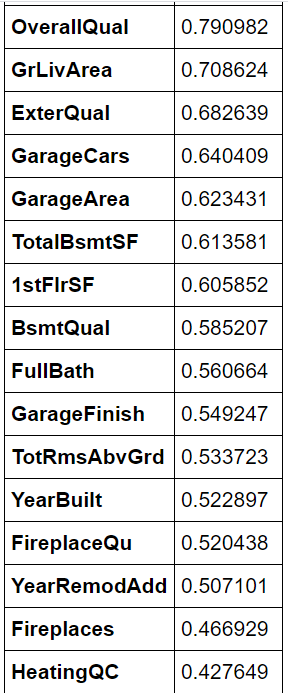 OverallQual 0.790982
GrLivArea 0.708624
ExterQual 0.682639
GarageCars 0.640409
GarageArea 0.623431
TotalBsmtSF 0.613581
1stFlrSF 0.605852
BsmtQual 0.585207
FullBath 0.560664
GarageFinish 0.549247
TotRmsAbvGrd 0.533723
YearBuilt 0.522897
FireplaceQu 0.520438
YearRemodAdd 0.507101
Fireplaces 0.466929
HeatingQC 0.427649